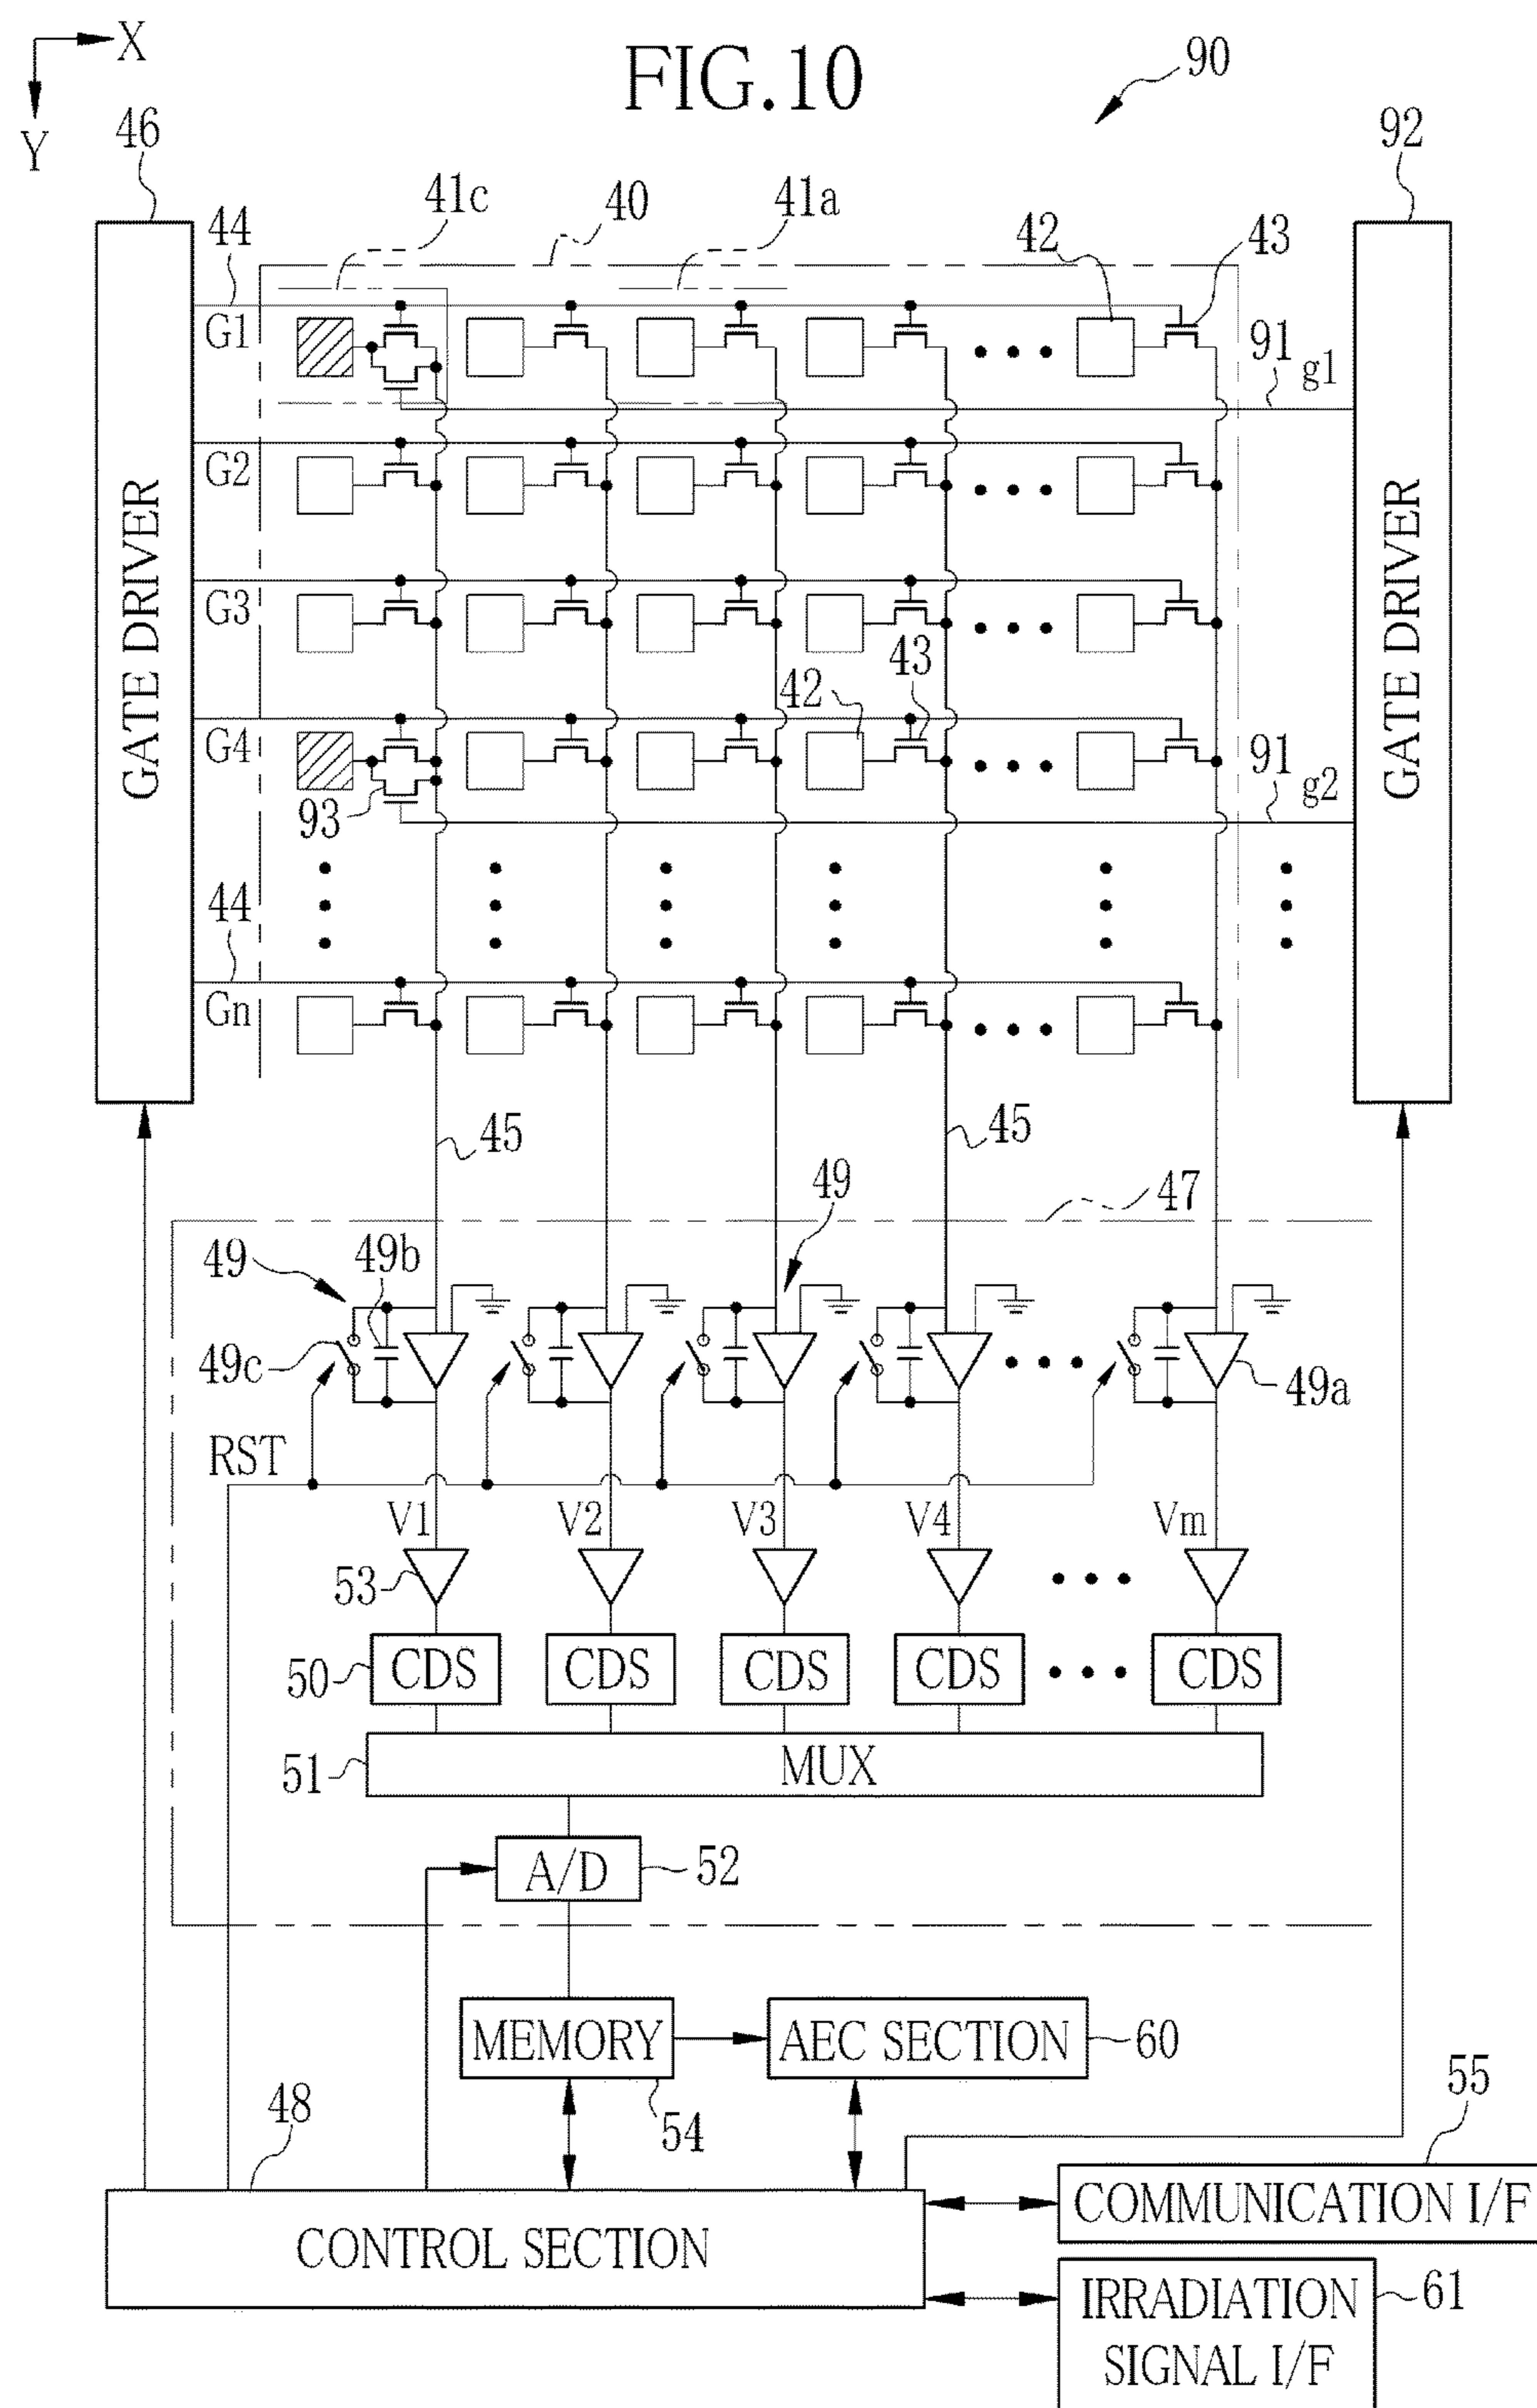 X
FIG.10
90
Y
46
92
41c
40
41a
42
43
44
G1
91
g1
G2
GATE DRIVER
GATE DRIVER
G3
43
42
G4
91
g2
93
44
Gn
45
45
47
49
49
49b
49c
49a
RST
V1
V2
V3
V4
Vm
53
50
CDS
CDS
CDS
CDS
CDS
51
MUX
A/D
52
MEMORY
AEC SECTION
60
55
48
54
COMMUNICATION I/F
CONTROL SECTION
IRRADIATION
SIGNAL I/F
61